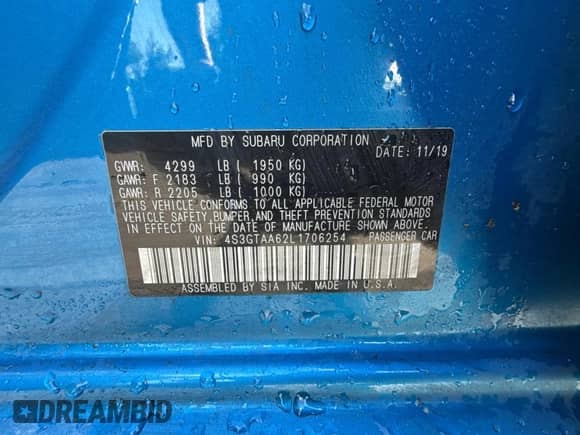 MFD BY SUBARU CORPORATION
DATE: 11/19
GVWR: 4299 LB ( 1950 KG)
GAWR: F 2183 LB ( 990 KG)
GAWR: R 2205 LB ( 1000 KG)
THIS VEHICLE CONFORMS TO ALL APPLICABLE FEDERAL MOTOR
VEHICLE SAFETY,BUMPER,AND THEFT PREVENTION STANDARDS
IN EFFECT ON THE DATE OF MANUFACTURE SHOWN ABOVE.
VIN: 4S3GTAA62L1706254 PASSENGER CAR
ASSEMBLED BY SIA INC. MADE IN U.S.A.
DREAMBID